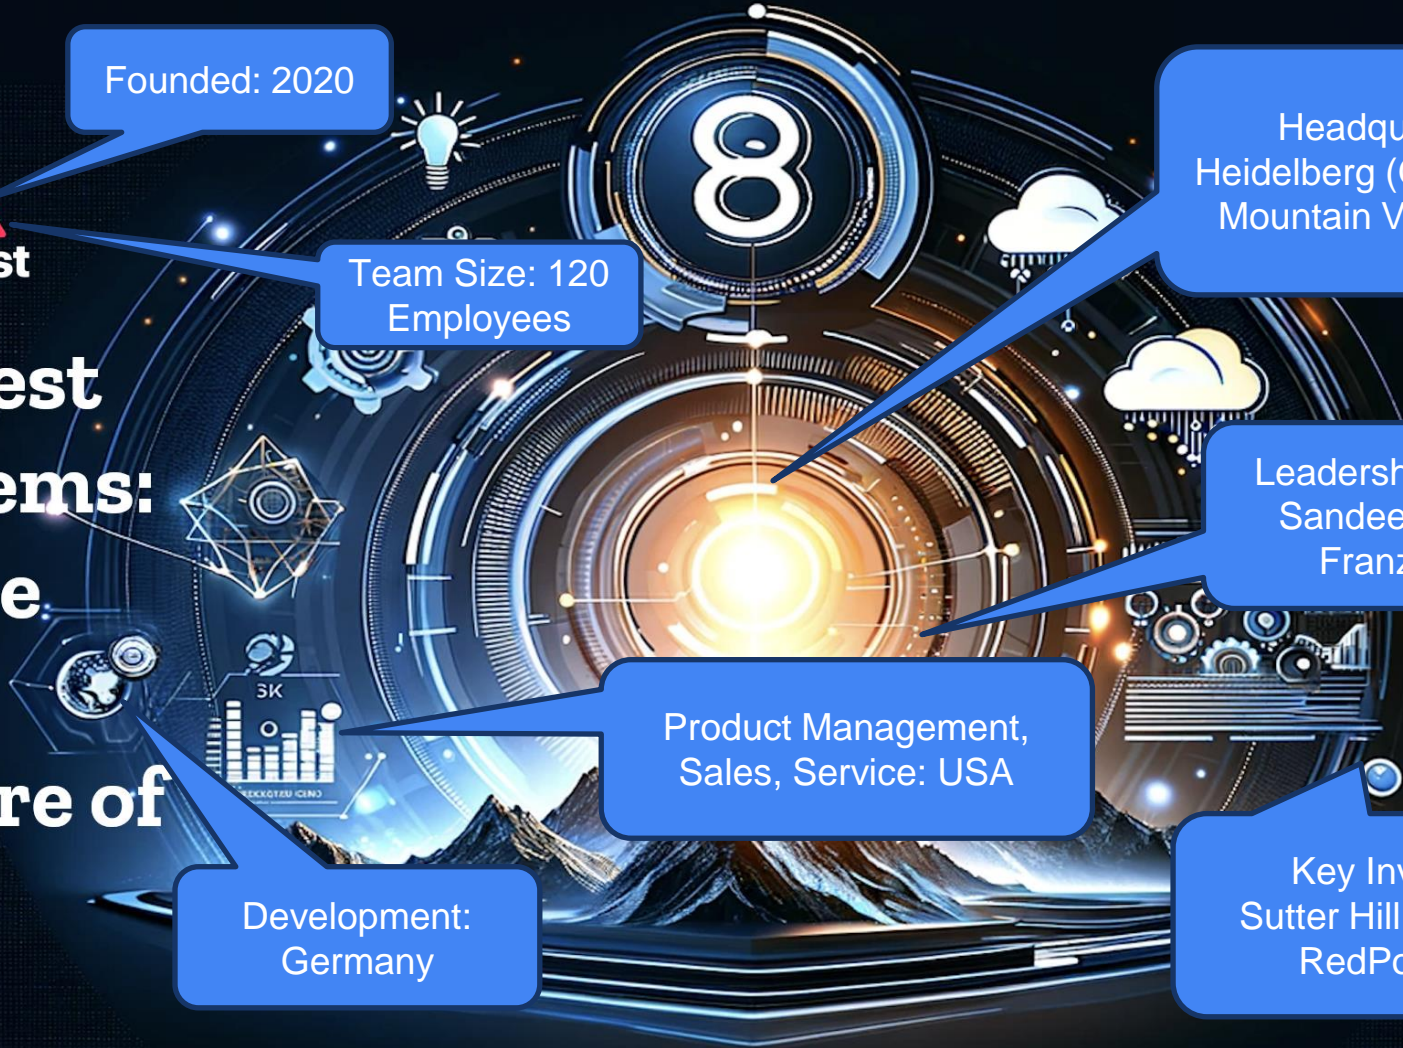 Founded: 2020
8
Headqu
Heidelberg (
Mountain V
st
Team Size: 120
Employees
est
ems:
e
Leadersh
Sandee
Franz
3K
Product Management,
Sales, Service: USA
re of
Development:
Germany
Key Inv
Sutter Hill
RedPo